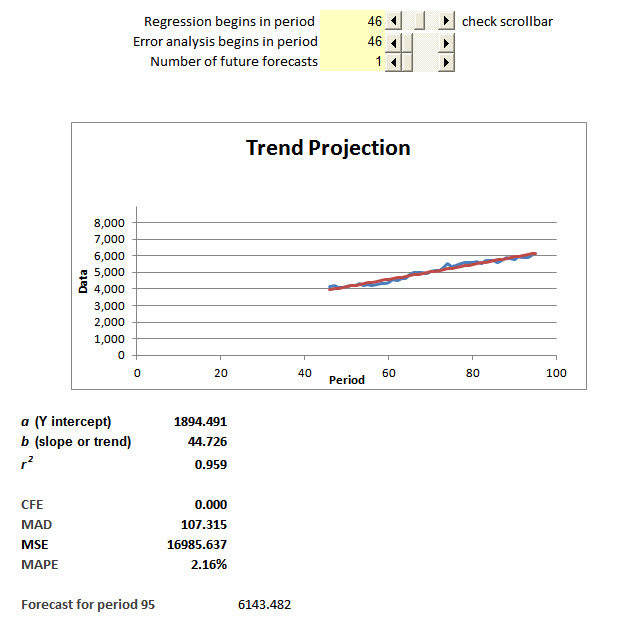 Regression begins in period 46 check scrollbar
Error analysis begins in period 46
Number of future forecasts 1
Trend Projection
8,000
7,000
6,000
5,000
4,000
3,000
2,000
1,000
0
Data
0 20 40 60 80 100
Period
a (Y intercept) 1894.491
b (slope or trend) 44.726
r² 0.959
CFE 0.000
MAD 107.315
MSE 16985.637
MAPE 2.16%
Forecast for period 95 6143.482